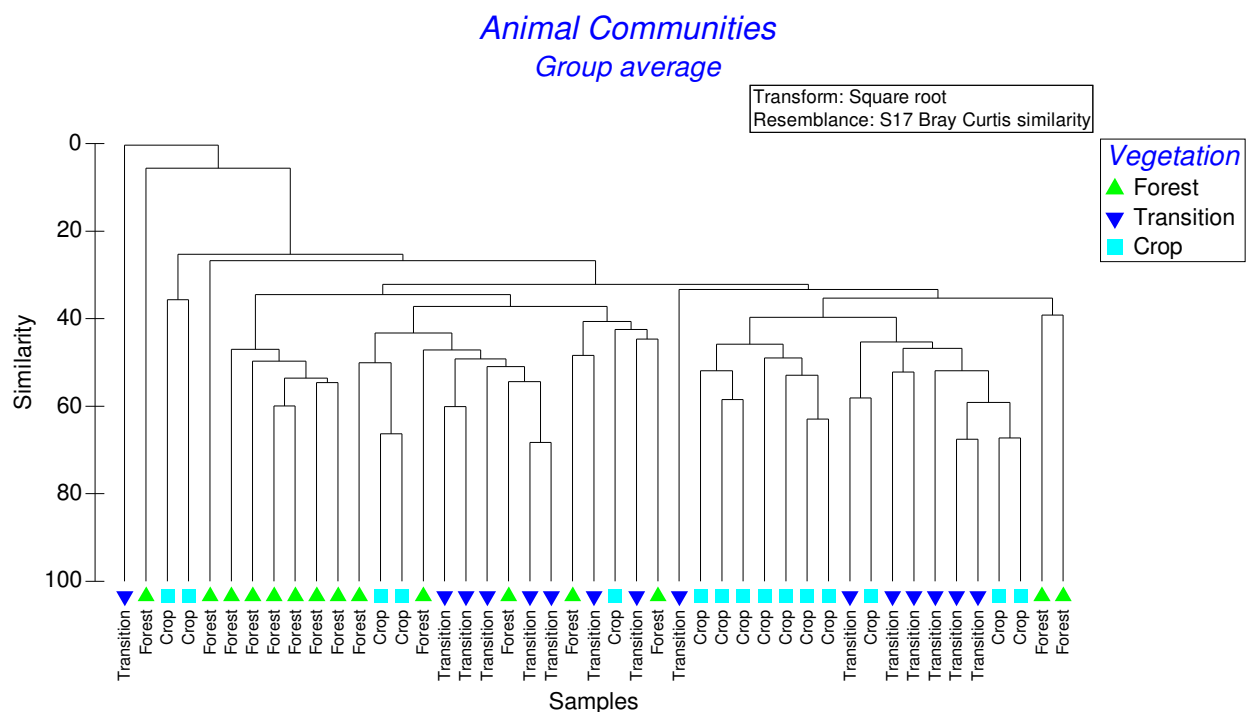 Animal Communities
Group average
Transform: Square root
Resemblance: S17 Bray Curtis similarity
Vegetation
Forest
Transition
Crop
Similarity
0
20
40
60
80
100
Transition
Forest
Crop
Crop
Forest
Forest
Forest
Forest
Forest
Forest
Forest
Forest
Crop
Crop
Forest
Transition
Transition
Transition
Forest
Transition
Transition
Forest
Transition
Crop
Transition
Forest
Transition
Crop
Crop
Crop
Crop
Crop
Crop
Crop
Transition
Crop
Transition
Transition
Transition
Transition
Transition
Crop
Crop
Forest
Forest
Samples